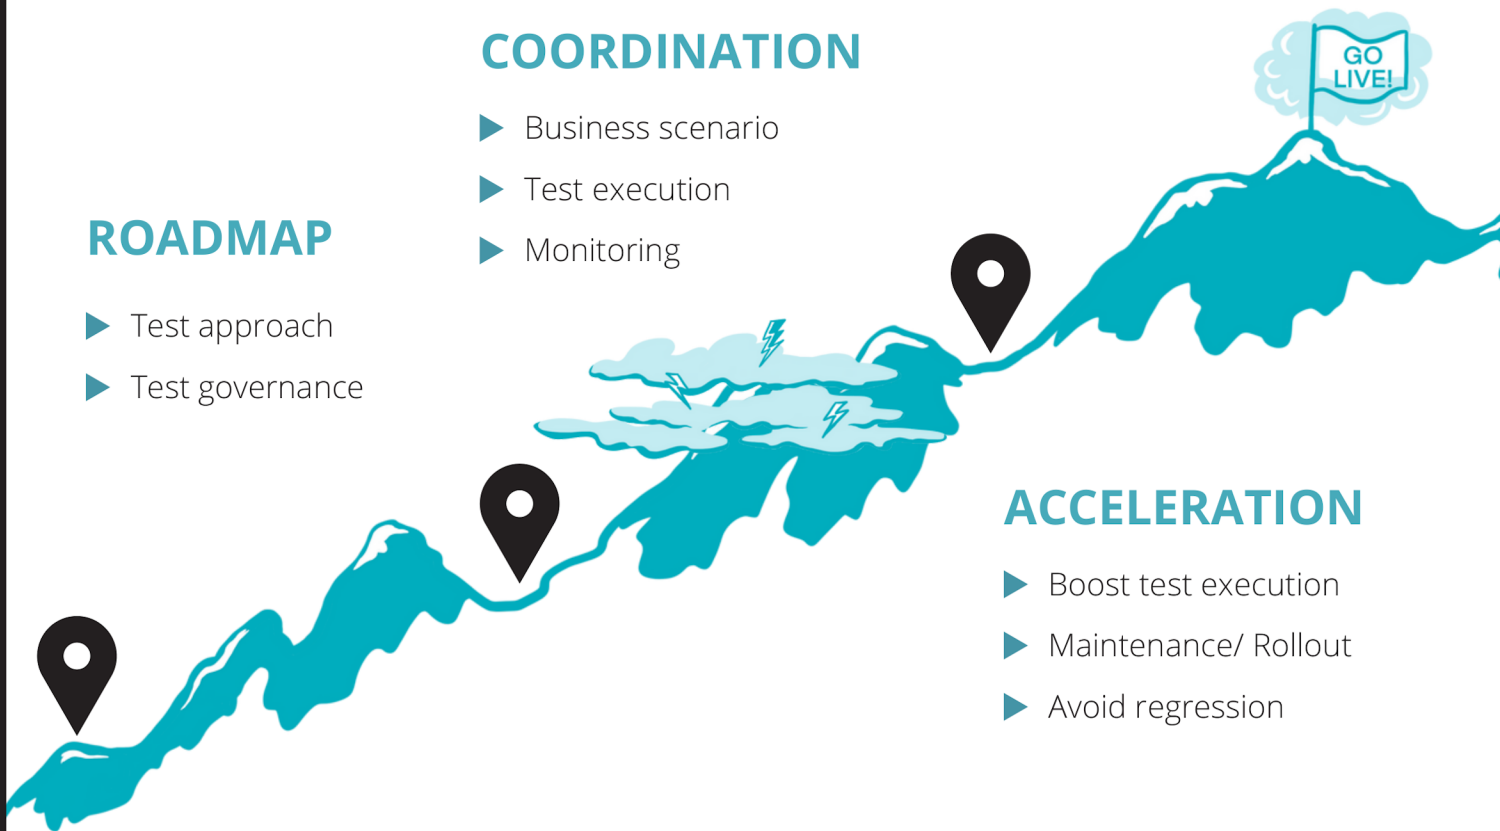 ROADMAP
Test approach
Test governance
COORDINATION
Business scenario
Test execution
Monitoring
ACCELERATION
Boost test execution
Maintenance/ Rollout
Avoid regression
GO
LIVE!